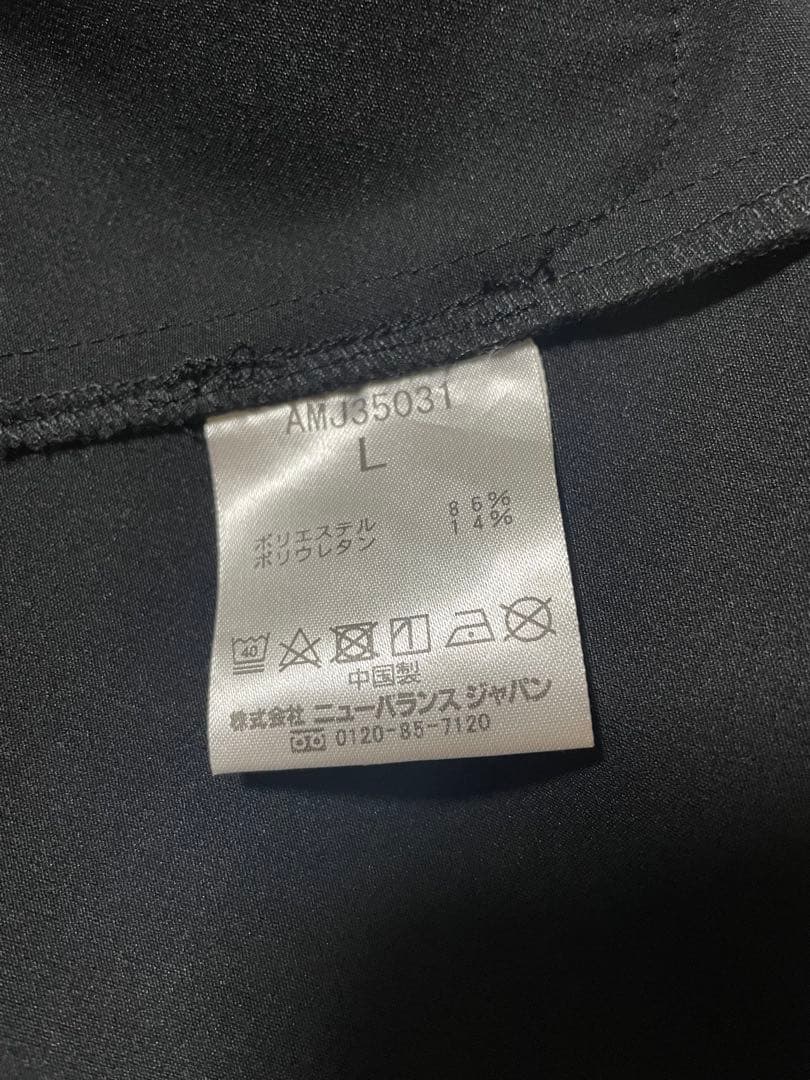 AMJ35031
L
ポリエステル 86%
ポリウレタン 14%
40
中国製
株式会社 ニューバランス ジャパン
0120-85-7120